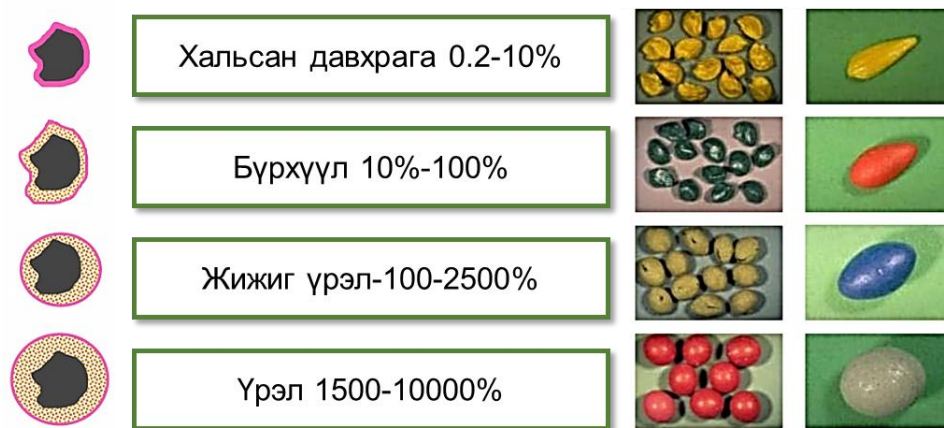 Хальсан давхрага 0.2-10%
Бүрхүүл 10%-100%
Жижиг үрэл-100-2500%
Үрэл 1500-10000%